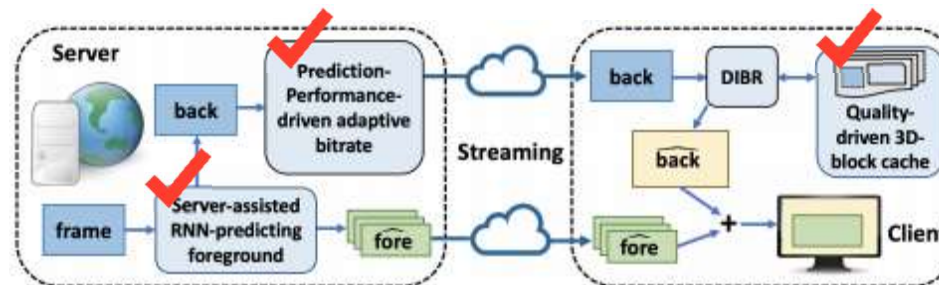 Server
back
Prediction-
Performance-
driven adaptive
bitrate
frame
Server-assisted
RNN-predicting
foreground
fore
Streaming
back
DIBR
Quality-
driven 3D-
block cache
back
fore
+
Client